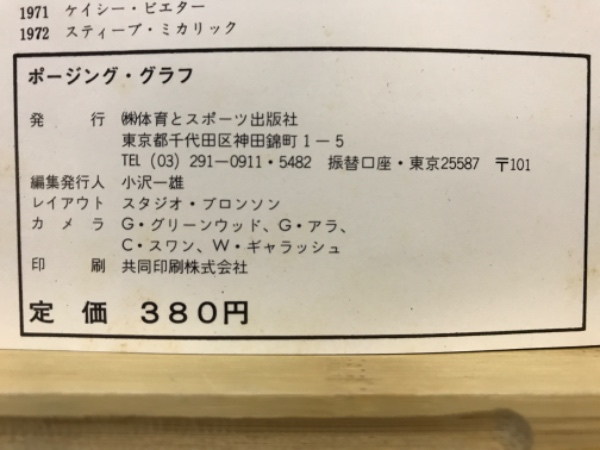 1971 ケイシー・ビエター
1972 スティーブ・ミカリック
ポージング・グラフ
発 行 ㈱体育とスポーツ出版社
東京都千代田区神田錦町1-5
TEL (03) 291-0911・5482 振替口座・東京25587 〒101
編集発行人 小沢一雄
レイアウト スタジオ・ブロンソン
カメラ G・グリーンウッド、G・アラ、
C・スワン、W・ギャラッシュ
印 刷 共同印刷株式会社
定 価 380円